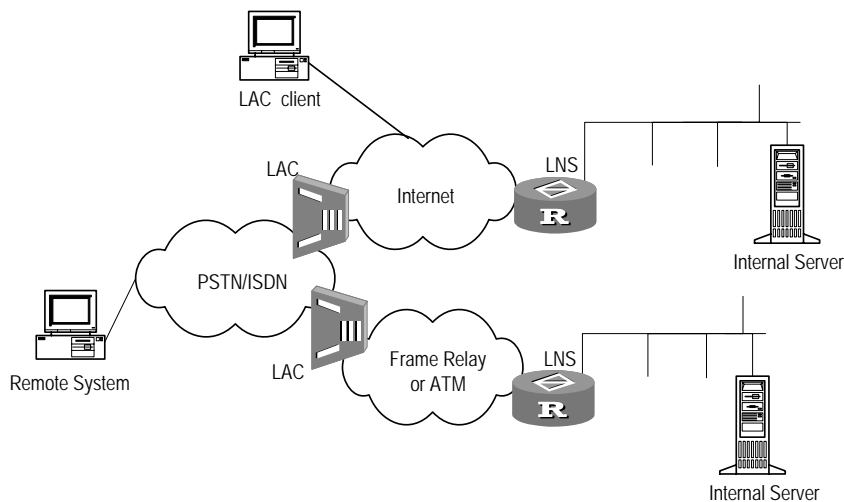 LAC client
LAC
Internet
LNS
R
Internal Server
PSTN/ISDN
Remote System
LAC
Frame Relay
or ATM
LNS
R
Internal Server